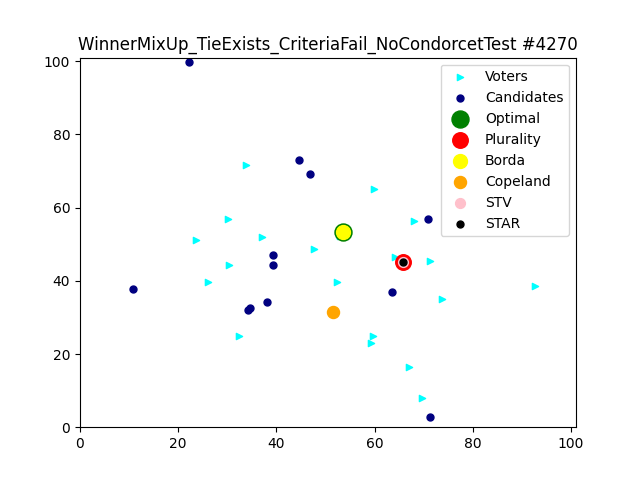 WinnerMixUp_TieExists_CriteriaFail_NoCondorcetTest #4270
Voters
Candidates
Optimal
Plurality
Borda
Copeland
STV
STAR
100
80
60
40
20
0
0 20 40 60 80 100